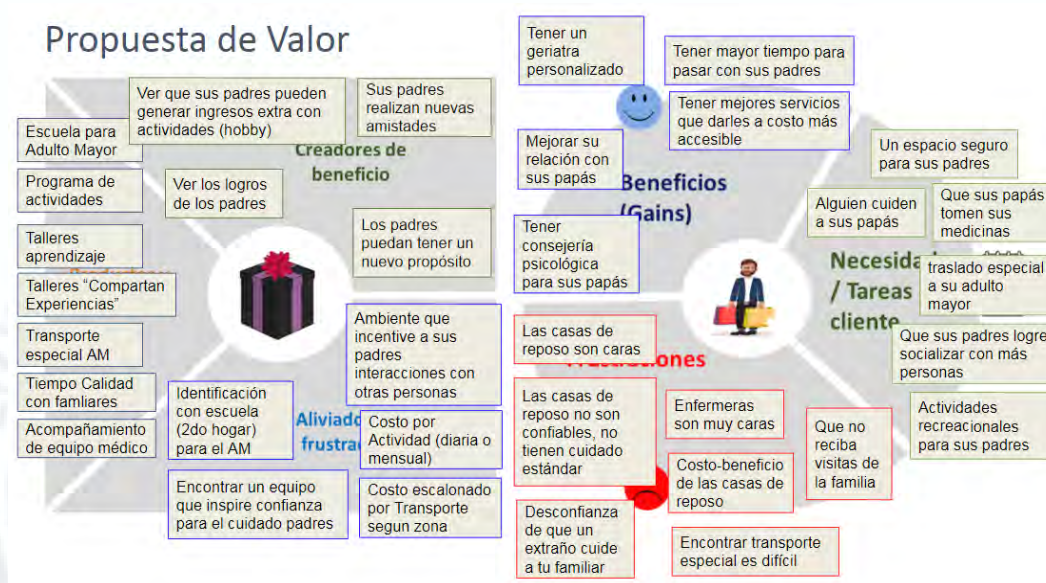 Propuesta de Valor
Ver que sus padres pueden
generar ingresos extra con
actividades (hobby)
Sus padres
realizan nuevas
amistades
Escuela para
Adulto Mayor
Creadores de
beneficio
Programa de
actividades
Ver los logros
de los padres
Los padres
puedan tener un
nuevo propósito
Talleres
aprendizaje
Talleres “Compartan
Experiencias”
Transporte
especial AM
Tiempo Calidad
con famliares
Acompañamiento
de equipo médico
Ambiente que
incentive a sus
padres
interacciones con
otras personas
Identificación
con escuela
(2do hogar)
para el AM
Costo por
Actividad (diaria o
mensual)
Encontrar un equipo
que inspire confianza
para el cuidado padres
Costo escalonado
por Transporte
segun zona
Tener un
geriatra
personalizado
Tener mayor tiempo para
pasar con sus padres
Tener mejores servicios
que darles a costo más
accesible
Mejorar su
relación con
sus papás
Beneficios
(Gains)
Tener
consejería
psicológica
para sus papás
Un espacio seguro
para sus padres
Alguien cuiden
a sus papás
Que sus papás
tomen sus
medicinas
/ Tareas
cliente
traslado especial
a su adulto
mayor
Que sus padres logre
socializar con más
personas
Actividades
recreacionales
para sus padres
Las casas de
reposo son caras
Las casas de
reposo no son
confiables, no
tienen cuidado
estándar
Enfermeras
son muy caras
Que no
reciba
visitas de
la familia
Costo-beneficio
de las casas de
reposo
Desconfianza
de que un
extraño cuide
a tu familiar
Encontrar transporte
especial es difícil